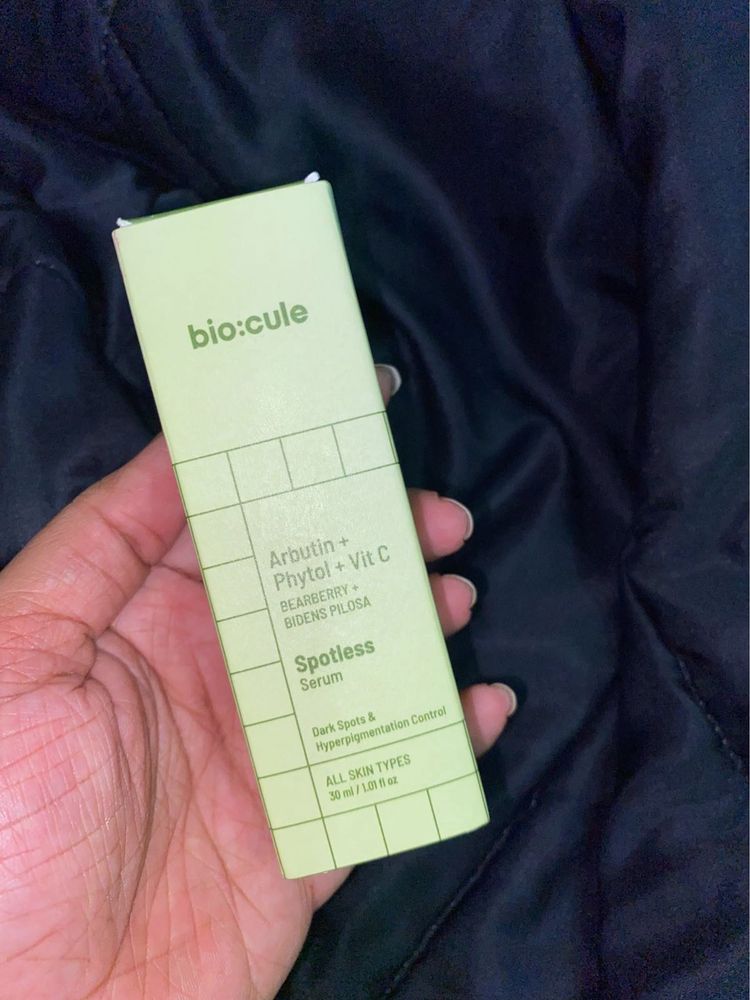 bio:cule
Arbutin +
Phytol + Vit C
BEARBERRY +
BIDENS PILOSA
Spotless
Serum
Dark Spots &
Hyperpigmentation Control
ALL SKIN TYPES
30 ml / 1.01 fl oz